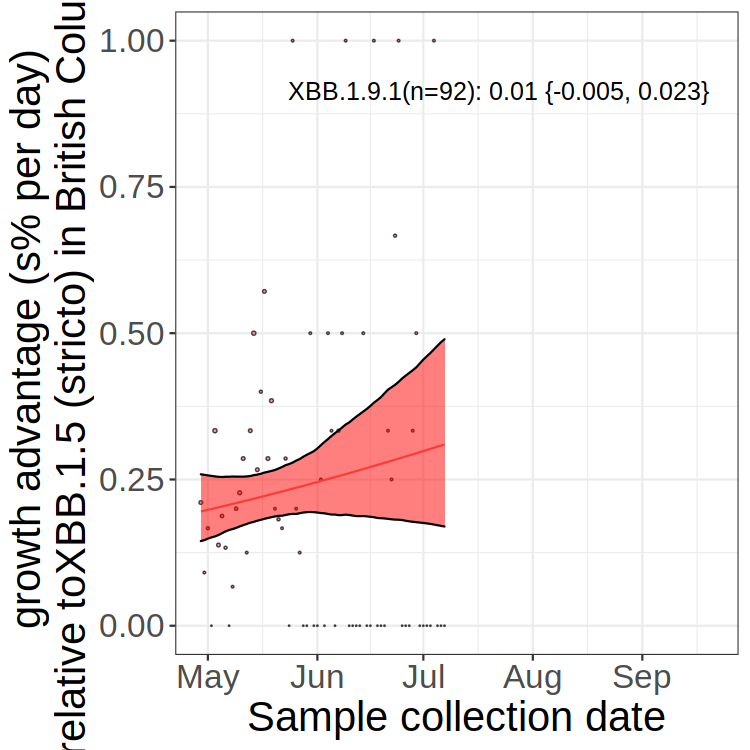 growth advantage (s% per day)
relative toXBB.1.5 (stricto) in British Colu
1.00
XBB.1.9.1(n=92): 0.01 {-0.005, 0.023}
0.75
0.50
0.25
0.00
May Jun Jul Aug Sep
Sample collection date